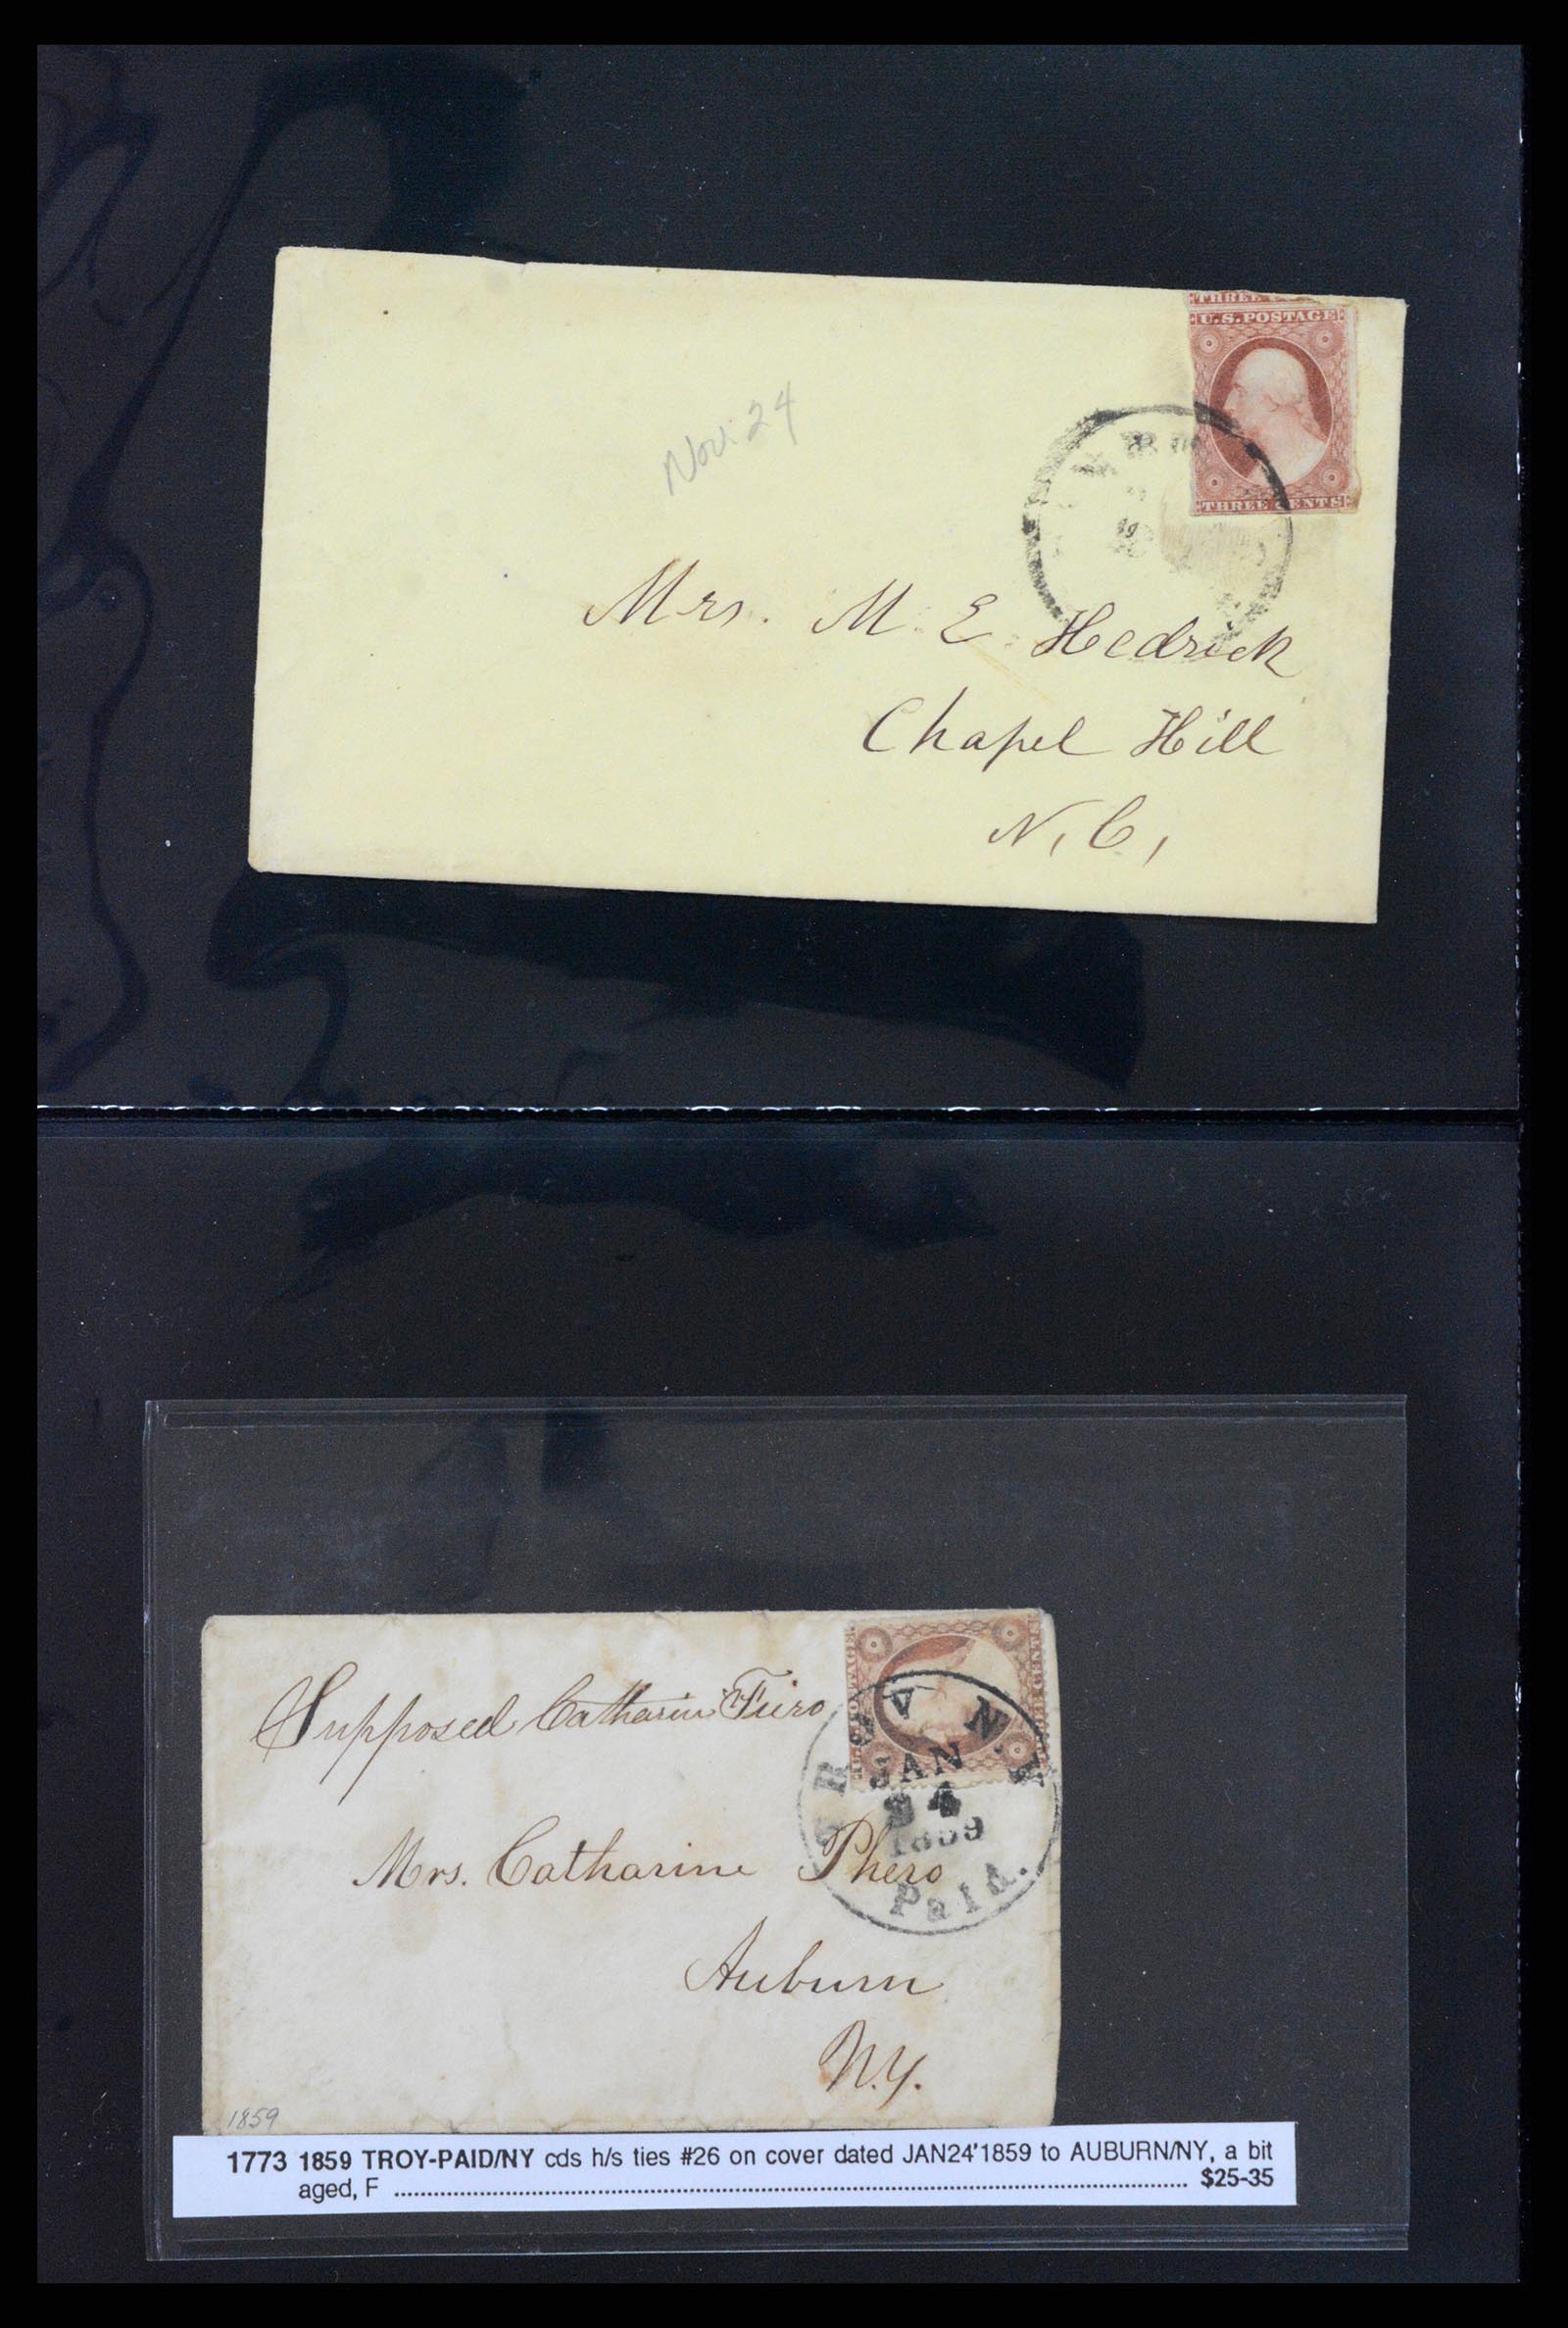 THREE
U.S. POSTAGE
THREE CENTS
Nov. 24
Mrs. M. E. Hedrick
Chapel Hill
N. C.,
Supposed Catharin Fiero
TROY N.Y.
JAN
24
1859
Paid.
Mrs. Catharine Phero
Auburn
N.Y.
1859
1773 1859 TROY-PAID/NY cds h/s ties #26 on cover dated JAN24'1859 to AUBURN/NY, a bit
aged, F ........ $25-35